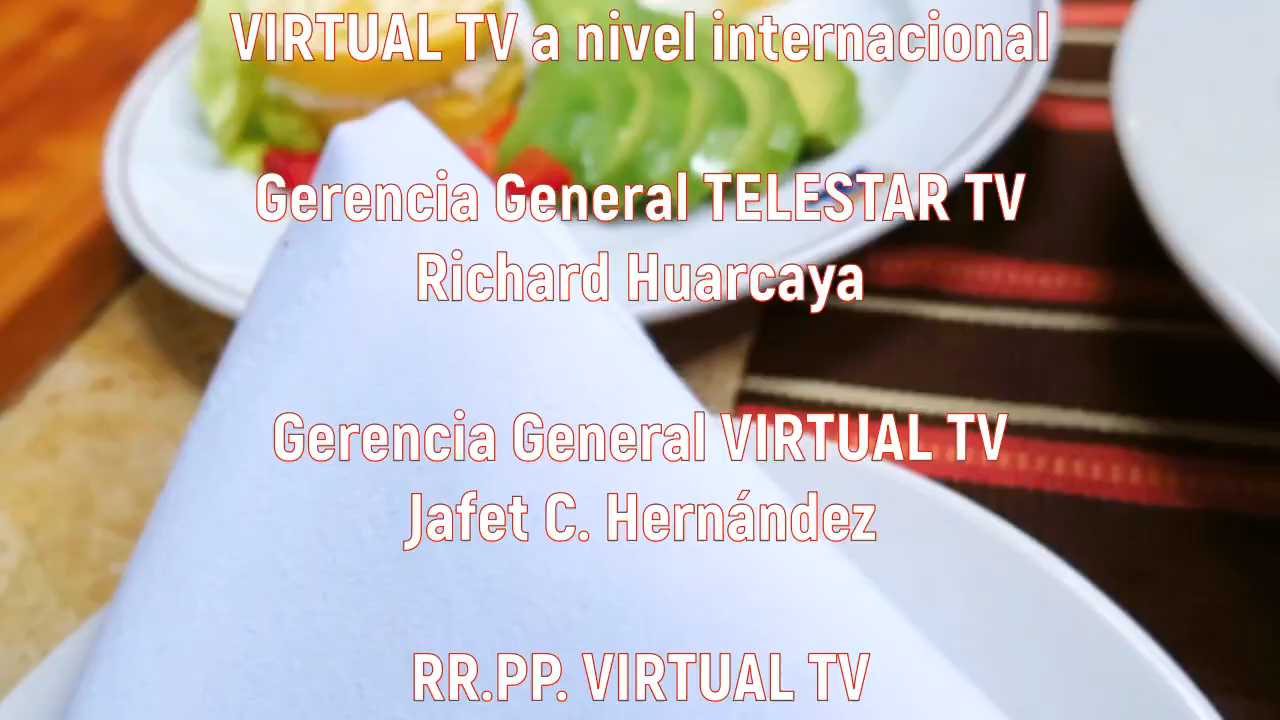 VIRTUAL TV a nivel internacional
Gerencia General TELESTAR TV
Richard Huarcaya
Gerencia General VIRTUAL TV
Jafet C. Hernández
RR.PP. VIRTUAL TV